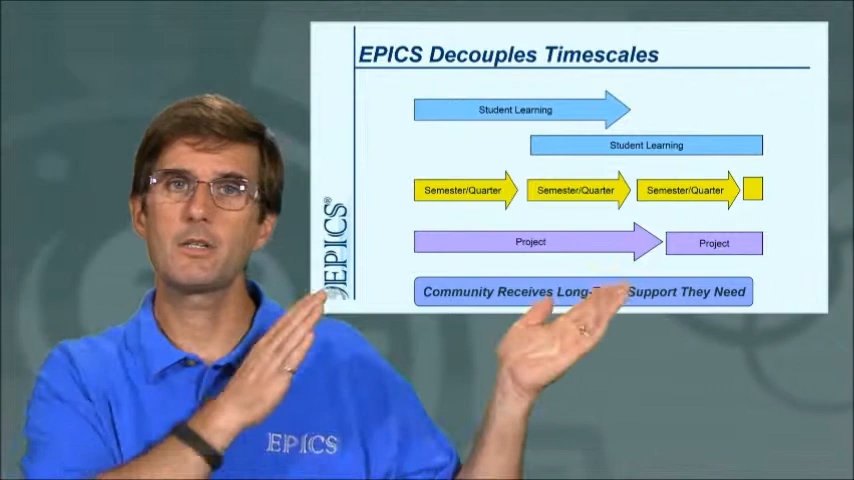 EPICS Decouples Timescales
Student Learning
Student Learning
Semester/Quarter
Semester/Quarter
Semester/Quarter
Project
Project
Community Receives Long- Support They Need
EPICS®
EPICS